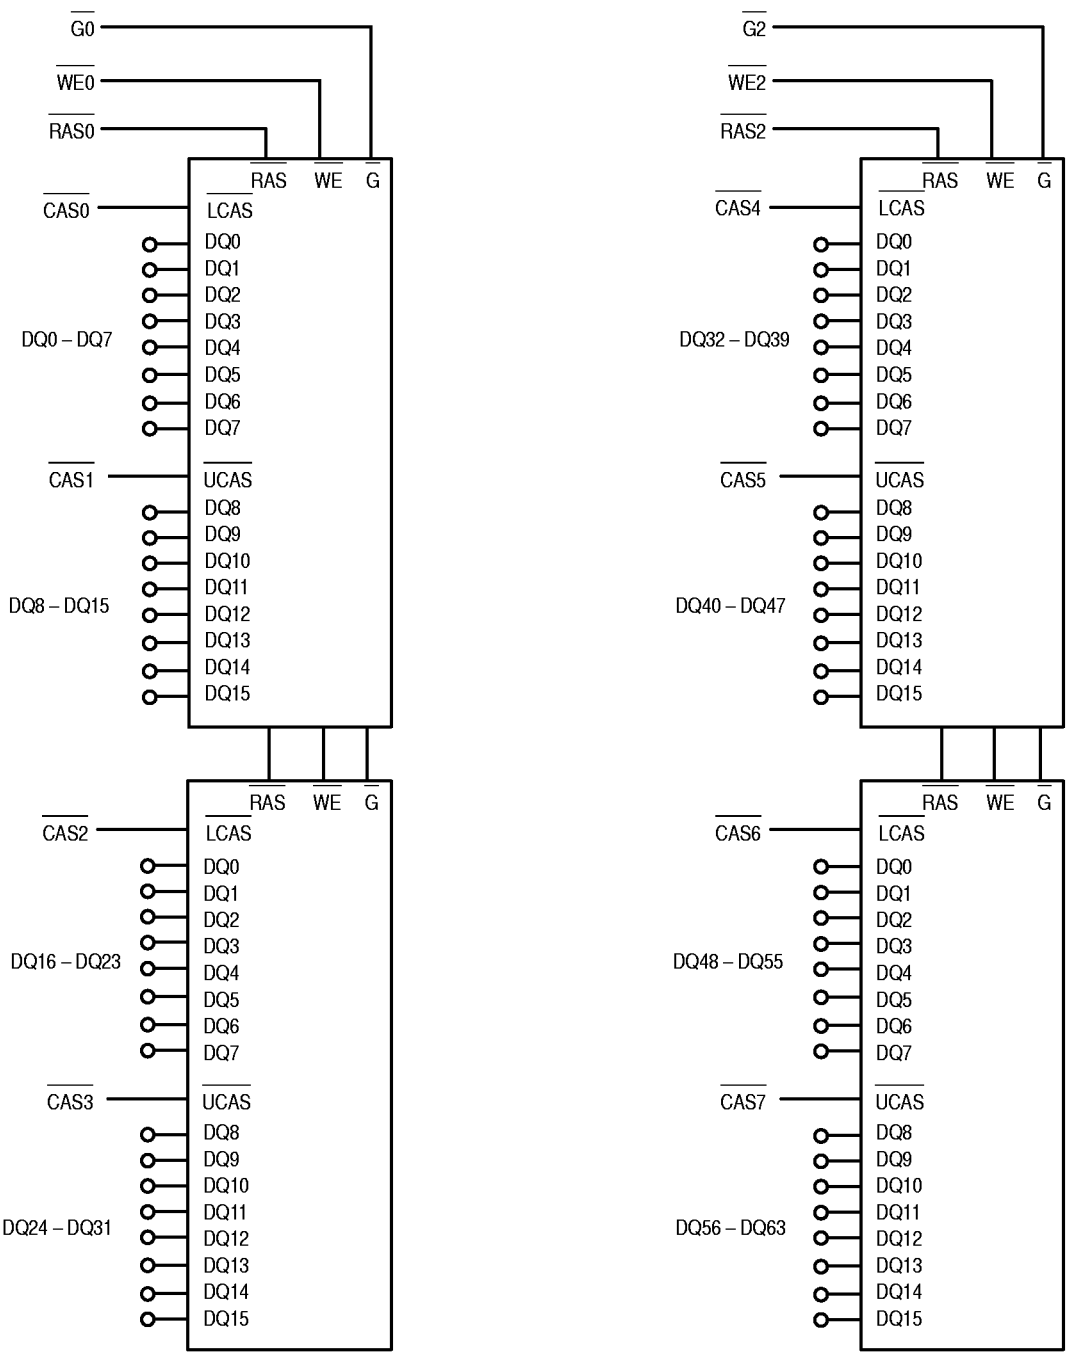 G0
WE0
RAS0
RAS WE G
CAS0
LCAS
DQ0
DQ1
DQ2
DQ3
DQ0 – DQ7
DQ4
DQ5
DQ6
DQ7
CAS1
UCAS
DQ8
DQ9
DQ10
DQ11
DQ8 – DQ15
DQ12
DQ13
DQ14
DQ15
RAS WE G
CAS2
LCAS
DQ0
DQ1
DQ2
DQ3
DQ16 – DQ23
DQ4
DQ5
DQ6
DQ7
CAS3
UCAS
DQ8
DQ9
DQ10
DQ11
DQ24 – DQ31
DQ12
DQ13
DQ14
DQ15
G2
WE2
RAS2
RAS WE G
CAS4
LCAS
DQ0
DQ1
DQ2
DQ3
DQ32 – DQ39
DQ4
DQ5
DQ6
DQ7
CAS5
UCAS
DQ8
DQ9
DQ10
DQ11
DQ40 – DQ47
DQ12
DQ13
DQ14
DQ15
RAS WE G
CAS6
LCAS
DQ0
DQ1
DQ2
DQ3
DQ48 – DQ55
DQ4
DQ5
DQ6
DQ7
CAS7
UCAS
DQ8
DQ9
DQ10
DQ11
DQ56 – DQ63
DQ12
DQ13
DQ14
DQ15